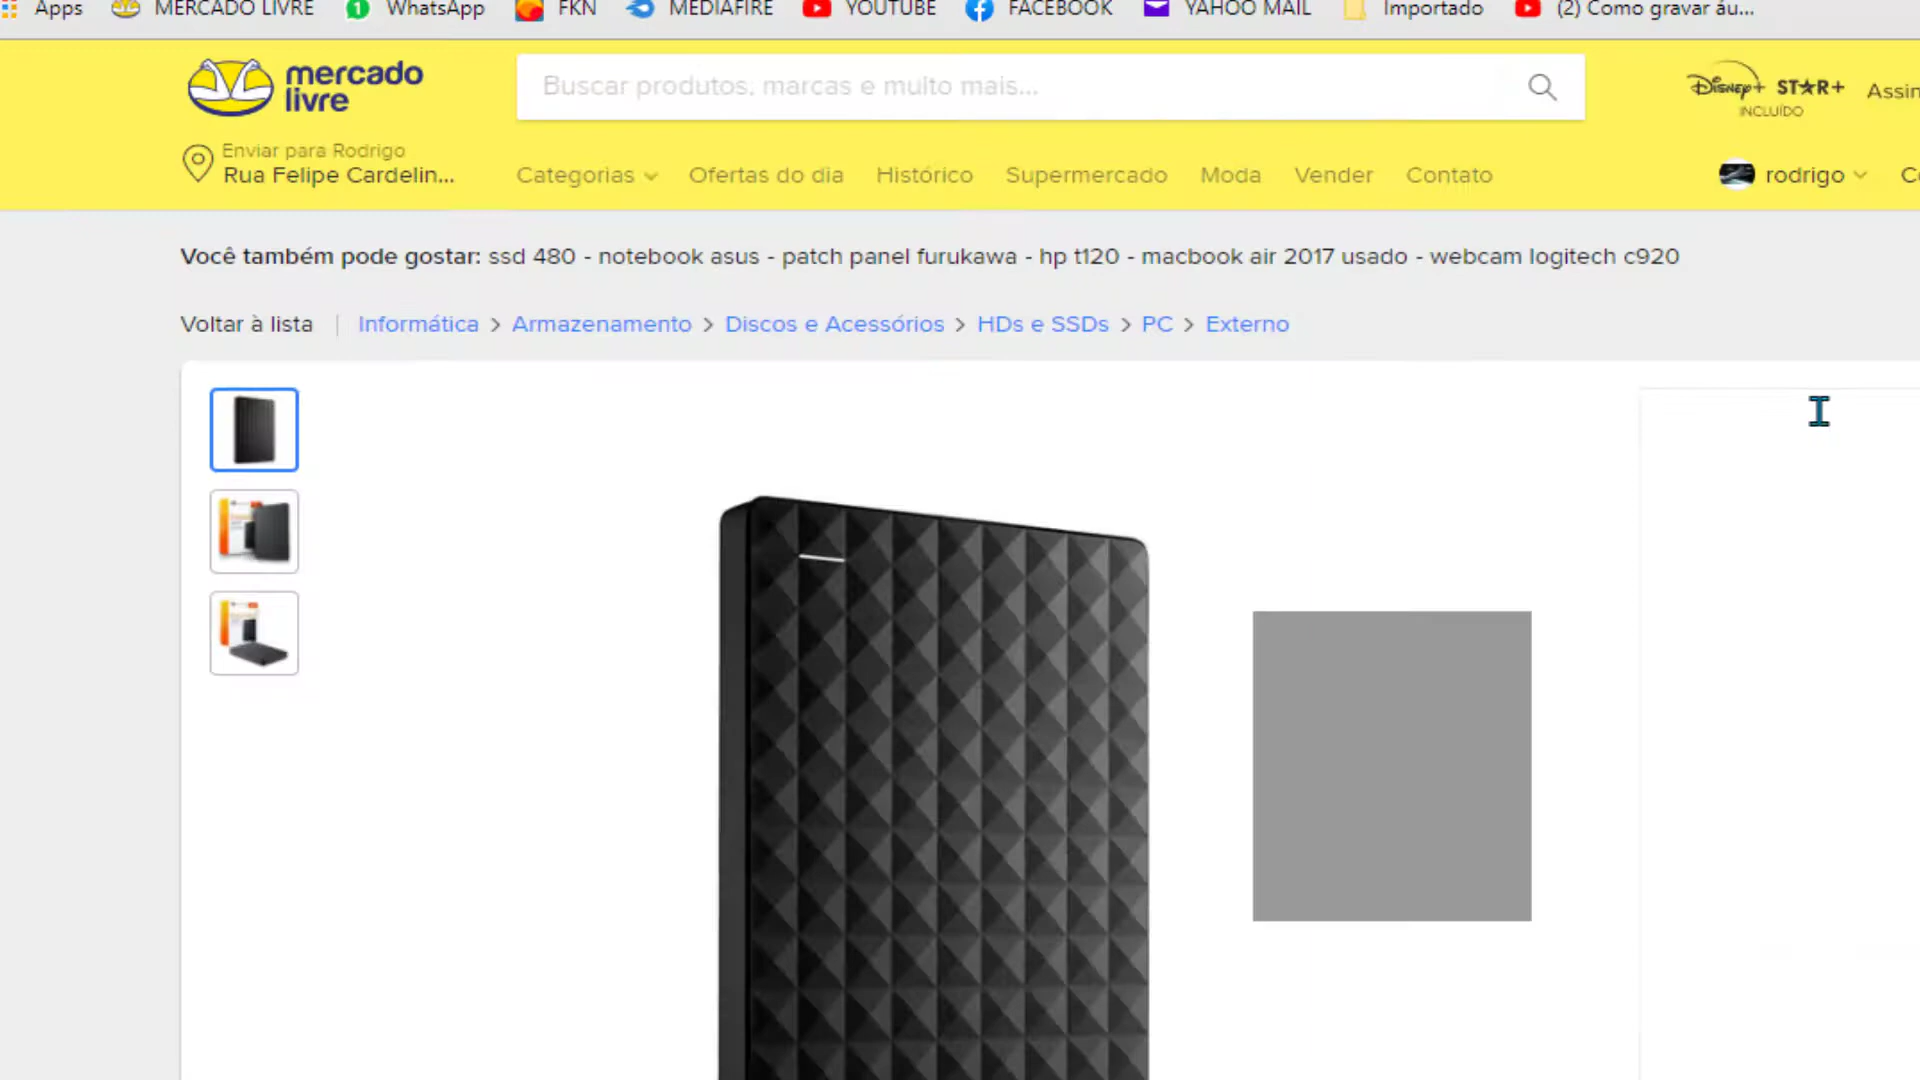 Apps MERCADO LIVRE WhatsApp FKN MEDIAFIRE YOUTUBE FACEBOOK YAHOO MAIL Importado (2) Como gravar áu...
mercado
livre
Buscar produtos, marcas e muito mais...
Disney+ STAR+
INCLUÍDO
Assin
Enviar para Rodrigo
Rua Felipe Cardelin...
Categorias Ofertas do dia Histórico Supermercado Moda Vender Contato rodrigo C
Você também pode gostar: ssd 480 - notebook asus - patch panel furukawa - hp t120 - macbook air 2017 usado - webcam logitech c920
Voltar à lista | Informática > Armazenamento > Discos e Acessórios > HDs e SSDs > PC > Externo